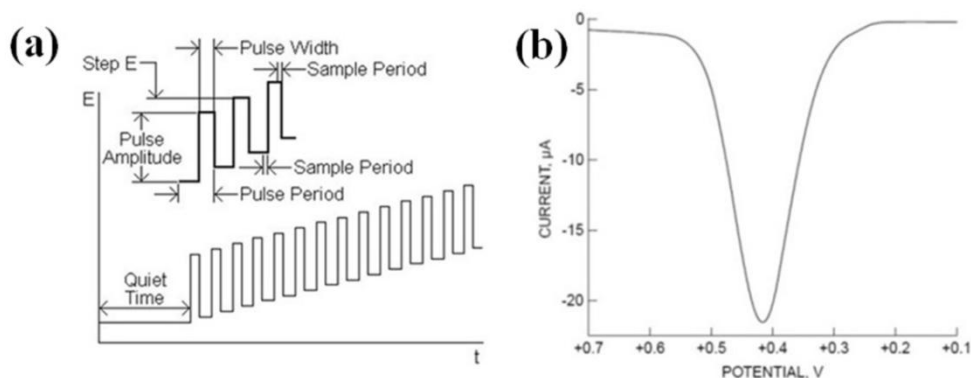 (a)
Pulse Width
Step E
Sample Period
E
Pulse
Amplitude
Sample Period
Pulse Period
Quiet
Time
t
(b)
0
-5
-10
-15
-20
CURRENT, µA
+0.7 +0.6 +0.5 +0.4 +0.3 +0.2 +0.1
POTENTIAL, V